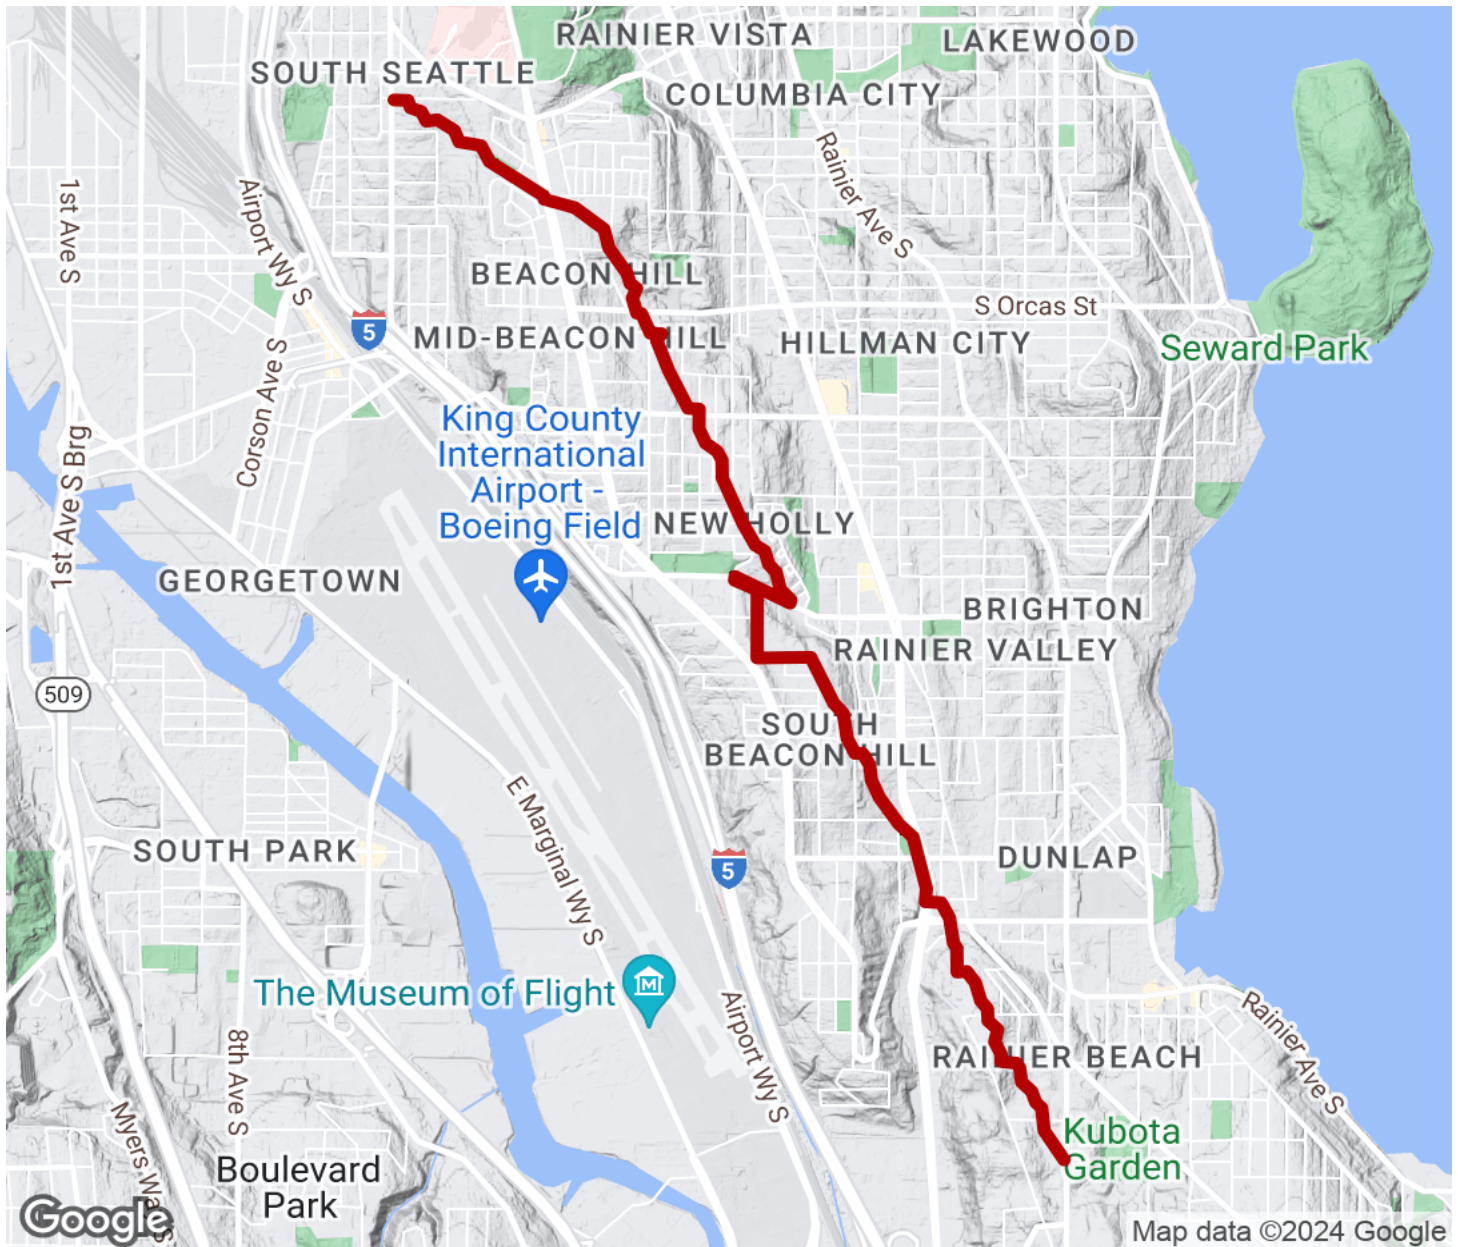 RAINIER VISTA
LAKEWOOD
SOUTH SEATTLE
COLUMBIA CITY
Rainier Ave S
1st Ave S
Airport Wy S
BEACON HILL
S Orcas St
5
MID-BEACON HILL
HILLMAN CITY
Seward Park
Corson Ave S
King County
International
Airport -
Boeing Field
1st Ave S Brg
NEW HOLLY
GEORGETOWN
BRIGHTON
RAINIER VALLEY
509
SOUTH
BEACON HILL
E Marginal Wy S
SOUTH PARK
5
DUNLAP
The Museum of Flight
M
Airport Wy S
Rainier Ave S
8th Ave S
RAINIER BEACH
Myers Way S
Kubota
Garden
Boulevard
Park
Google
Map data ©2024 Google